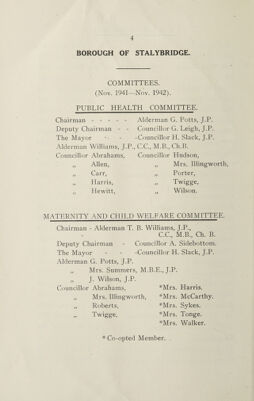 4
BOROUGH OF STALYBRIDGE.
COMMITTEES.
(Nov. 1941—Nov. 1942).
PUBLIC HEALTH COMMITTEE.
Chairman - - - - - Alderman G. Potts, J.P.
Deputy Chairman - - Councillor G. Leigh, J.P.
The Mayor - - -Councillor H. Slack, J.P.
Alderman Williams, J.P., C.C., M.B., Ch.B.
Councillor Abrahams, Councillor Hudson,
„ Allen, „ Mrs. Illingworth,
„ Carr, „ Porter,
„ Harris, „ Twigge,
„ Hewitt, „ Wilson.
MATERNITY AND CHILD WELFARE COMMITTEE.
Chairman - Alderman T. B. Williams, J.P.,
C.C., M.B., Ch. B.
Deputy Chairman - Councillor A. Sidebottom.
The Mayor - - -Councillor H. Slack, J.P.
Alderman G. Potts, J.P.
„ Mrs. Summers, M.B.E., J.P.
„ J. Wilson, J.P.
Councillor Abrahams, *Mrs. Harris.
„ Mrs. Illingworth, *Mrs. McCarthy.
„ Roberts, *Mrs. Sykes.
„ Twigge, *Mrs. Tonge.
*Mrs. Walker.
* Co-opted Member.